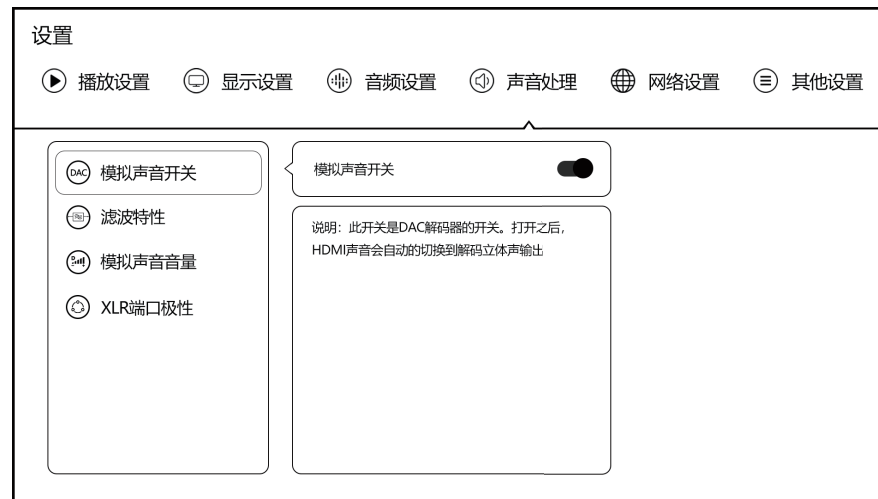 设置
播放设置 显示设置 音频设置 声音处理 网络设置 其他设置
DAC 模拟声音开关
滤波特性
模拟声音音量
XLR端口极性
模拟声音开关
说明：此开关是DAC解码器的开关。打开之后，
HDMI声音会自动的切换到解码立体声输出